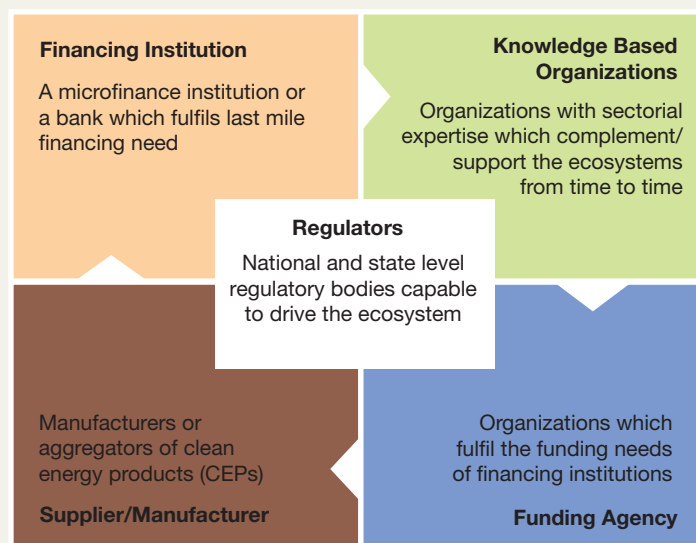 Financing Institution
A microfinance institution or
a bank which fulfils last mile
financing need
Knowledge Based
Organizations
Organizations with sectorial
expertise which complement/
support the ecosystems
from time to time
Regulators
National and state level
regulatory bodies capable
to drive the ecosystem
Manufacturers or
aggregators of clean
energy products (CEPs)
Supplier/Manufacturer
Organizations which
fulfil the funding needs
of financing institutions
Funding Agency